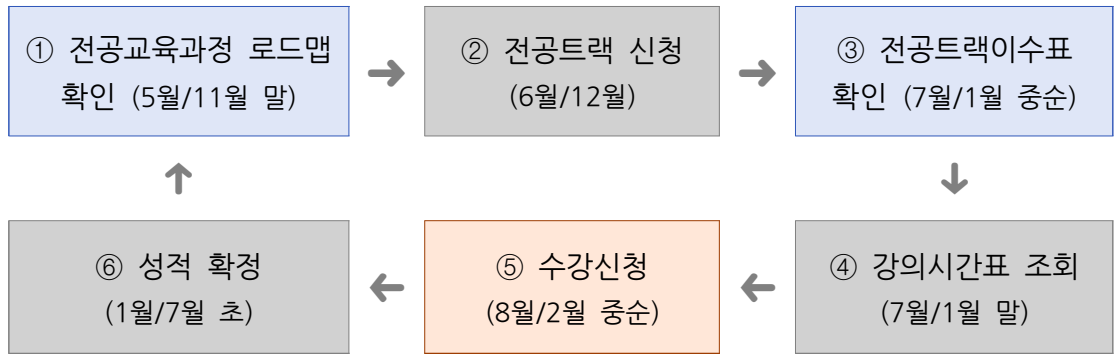 ① 전공교육과정 로드맵
확인 (5월/11월 말)
② 전공트랙 신청
(6월/12월)
③ 전공트랙이수표
확인 (7월/1월 중순)
⑥ 성적 확정
(1월/7월 초)
⑤ 수강신청
(8월/2월 중순)
④ 강의시간표 조회
(7월/1월 말)